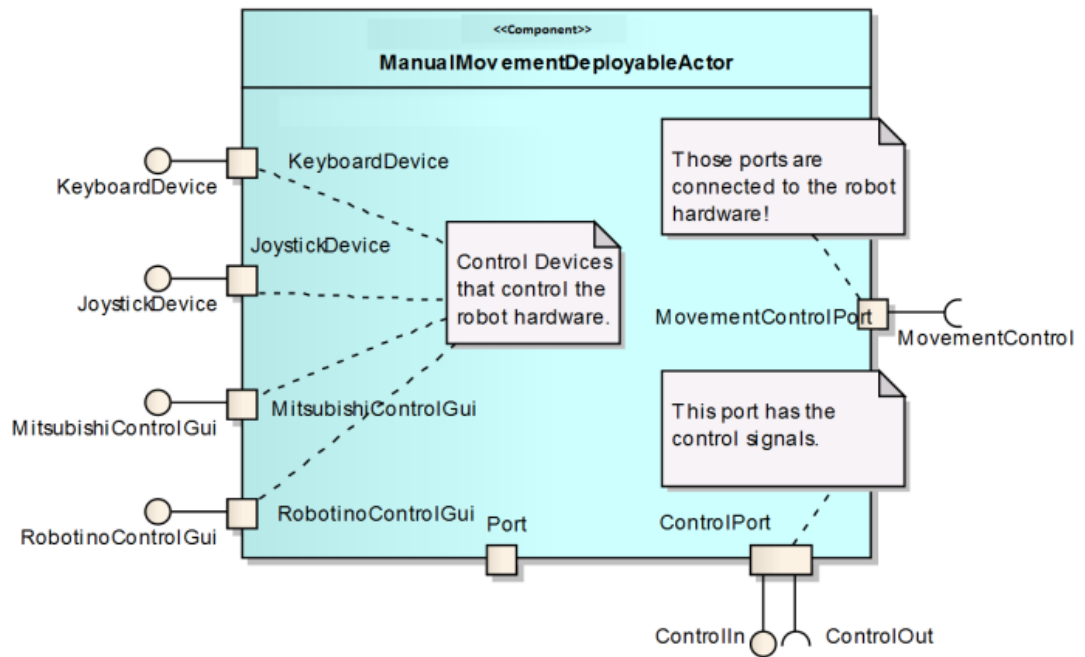 <<Component>>
ManualMovementDeployableActor
KeyboardDevice
KeyboardDevice
JoystickDevice
JoystickDevice
MitsubishiControlGui
MitsubishiControlGui
RobotinoControlGui
RobotinoControlGui
Control Devices
that control the
robot hardware.
Those ports are
connected to the robot
hardware!
MovementControlPort
MovementControl
This port has the
control signals.
Port
ControlPort
ControlIn
ControlOut